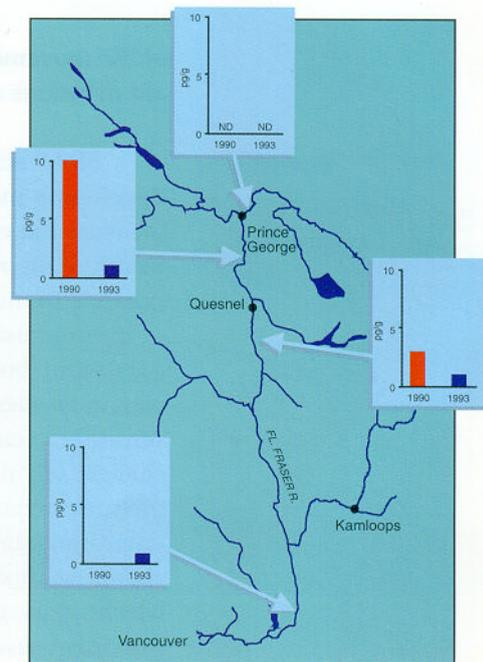 10
5
0
pg/g
ND ND
1990 1993
10
5
0
pg/g
1990 1993
Prince
George
Quesnel
10
5
0
pg/g
1990 1993
FL. FRASER R.
10
5
0
pg/g
1990 1993
Kamloops
Vancouver